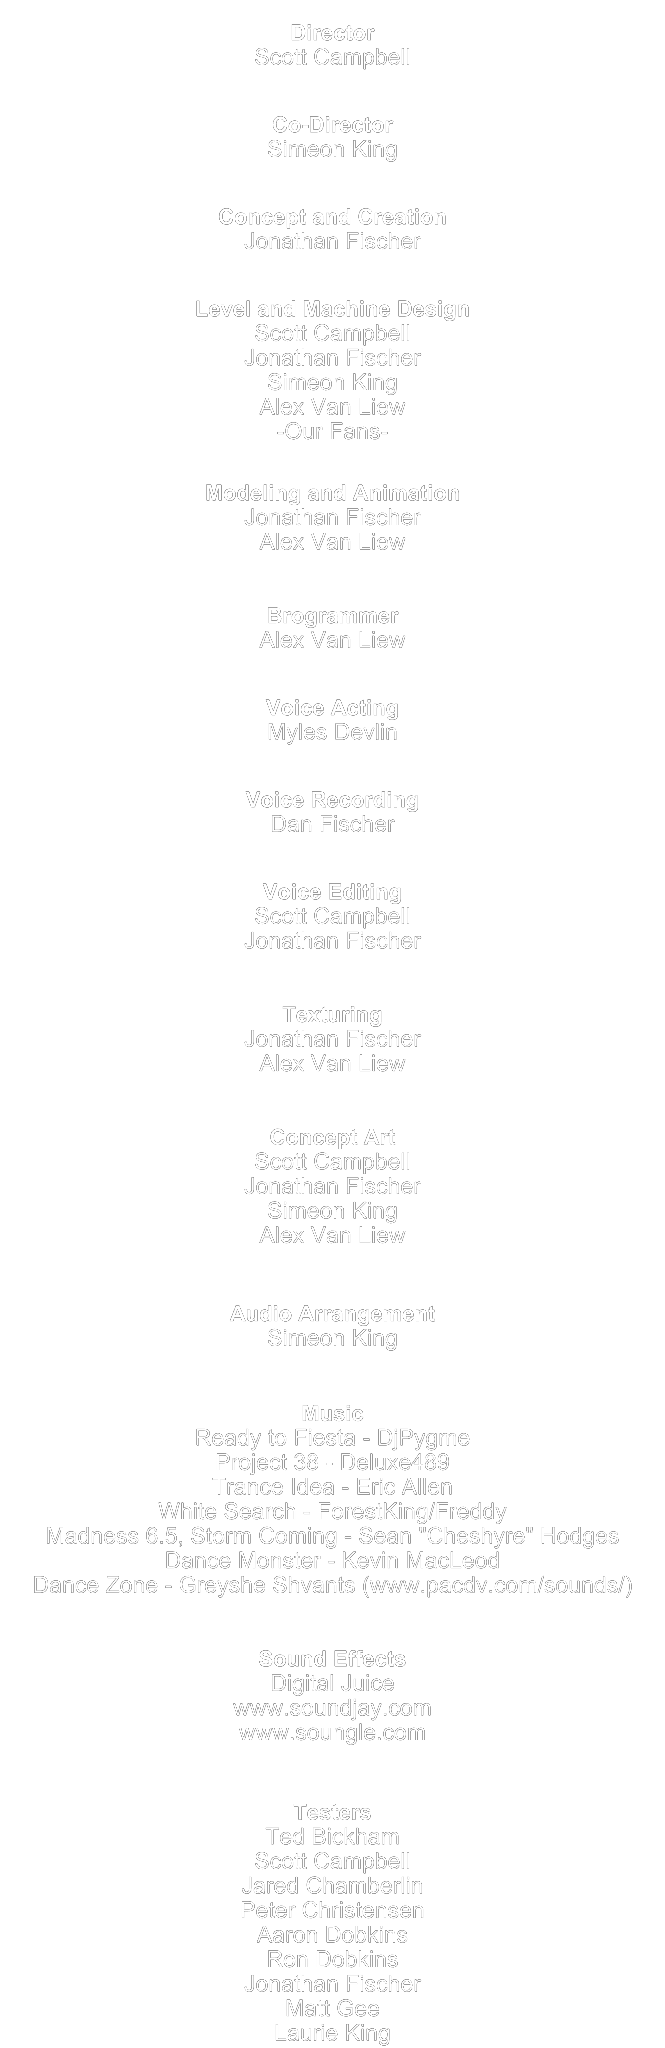 Director
Scott Campbell
Co-Director
Simeon King
Concept and Creation
Jonathan Fischer
Level and Machine Design
Scott Campbell
Jonathan Fischer
Simeon King
Alex Van Liew
-Our Fans-
Modeling and Animation
Jonathan Fischer
Alex Van Liew
Brogrammer
Alex Van Liew
Voice Acting
Myles Devlin
Voice Recording
Dan Fischer
Voice Editing
Scott Campbell
Jonathan Fischer
Texturing
Jonathan Fischer
Alex Van Liew
Concept Art
Scott Campbell
Jonathan Fischer
Simeon King
Alex Van Liew
Audio Arrangement
Simeon King
Music
Ready to Fiesta - DjPygme
Project 38 - Deluxe489
Trance Idea - Eric Allen
White Search - ForestKing/Freddy
Madness 6.5, Storm Coming - Sean "Cheshyre" Hodges
Dance Monster - Kevin MacLeod
Dance Zone - Greyshe Shvants (www.pacdv.com/sounds/)
Sound Effects
Digital Juice
www.soundjay.com
www.soungle.com
Testers
Ted Bickham
Scott Campbell
Jared Chamberlin
Peter Christensen
Aaron Dobkins
Ron Dobkins
Jonathan Fischer
Matt Gee
Laurie King